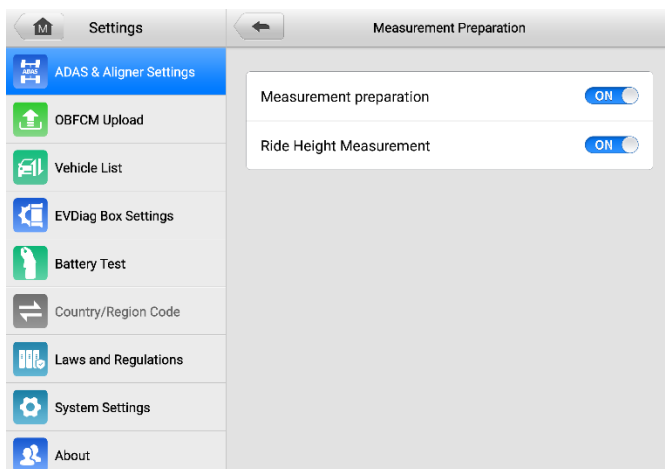 M
Settings
Measurement Preparation
ADAS
ADAS & Aligner Settings
OBFCM Upload
Vehicle List
EVDiag Box Settings
Battery Test
Country/Region Code
Laws and Regulations
System Settings
About
Measurement preparation
ON
Ride Height Measurement
ON